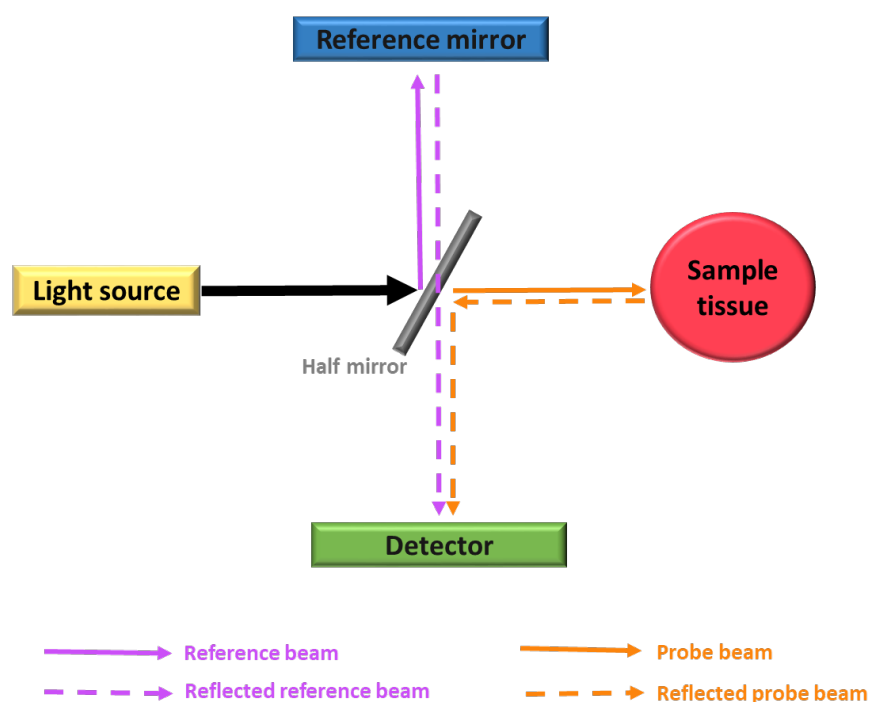 Reference mirror
Light source
Sample
tissue
Half mirror
Detector
Reference beam
Probe beam
Reflected reference beam
Reflected probe beam